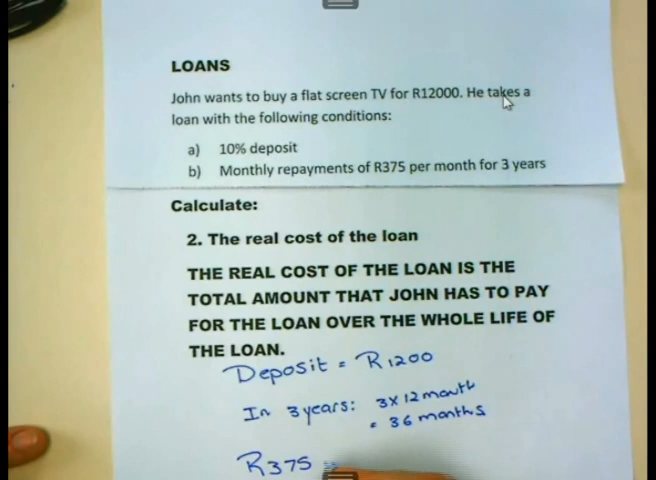 LOANS
John wants to buy a flat screen TV for R12000. He takes a
loan with the following conditions:
a) 10% deposit
b) Monthly repayments of R375 per month for 3 years
Calculate:
2. The real cost of the loan
THE REAL COST OF THE LOAN IS THE
TOTAL AMOUNT THAT JOHN HAS TO PAY
FOR THE LOAN OVER THE WHOLE LIFE OF
THE LOAN.
Deposit = R1200
In 3 years: 3 x 12 month
= 36 months
R375